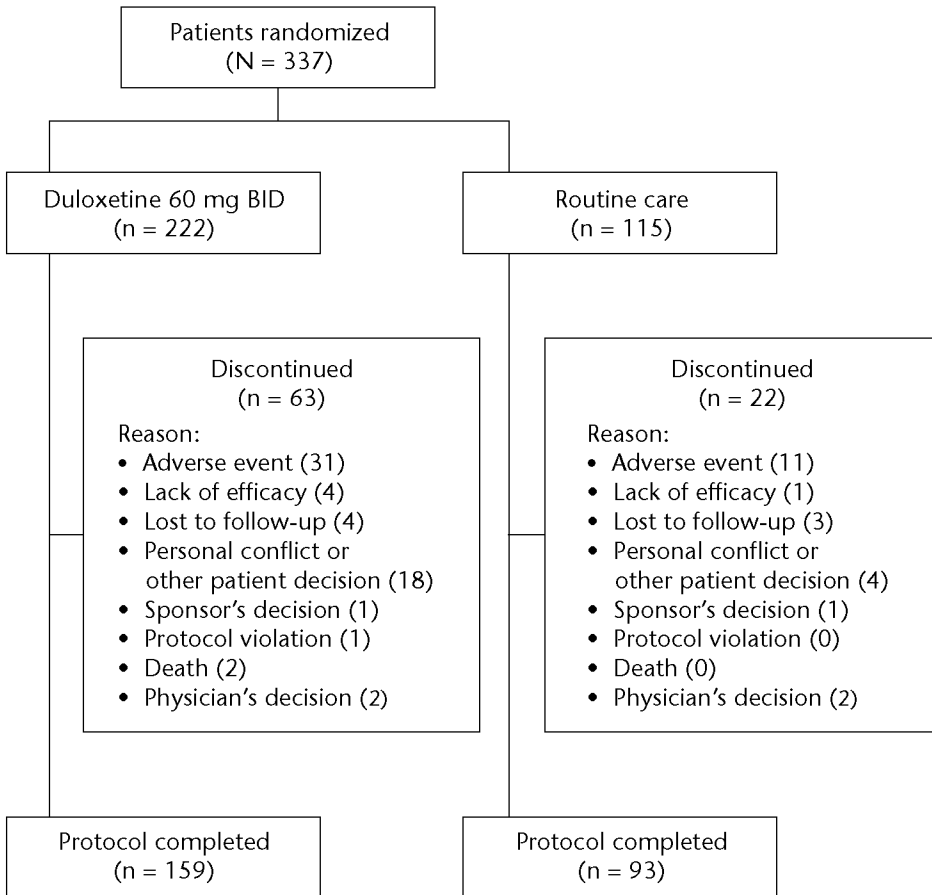 Patients randomized
(N = 337)
Duloxetine 60 mg BID
(n = 222)
Routine care
(n = 115)
Discontinued
(n = 63)
Reason:
• Adverse event (31)
• Lack of efficacy (4)
• Lost to follow-up (4)
• Personal conflict or
other patient decision (18)
• Sponsor’s decision (1)
• Protocol violation (1)
• Death (2)
• Physician’s decision (2)
Discontinued
(n = 22)
Reason:
• Adverse event (11)
• Lack of efficacy (1)
• Lost to follow-up (3)
• Personal conflict or
other patient decision (4)
• Sponsor’s decision (1)
• Protocol violation (0)
• Death (0)
• Physician’s decision (2)
Protocol completed
(n = 159)
Protocol completed
(n = 93)